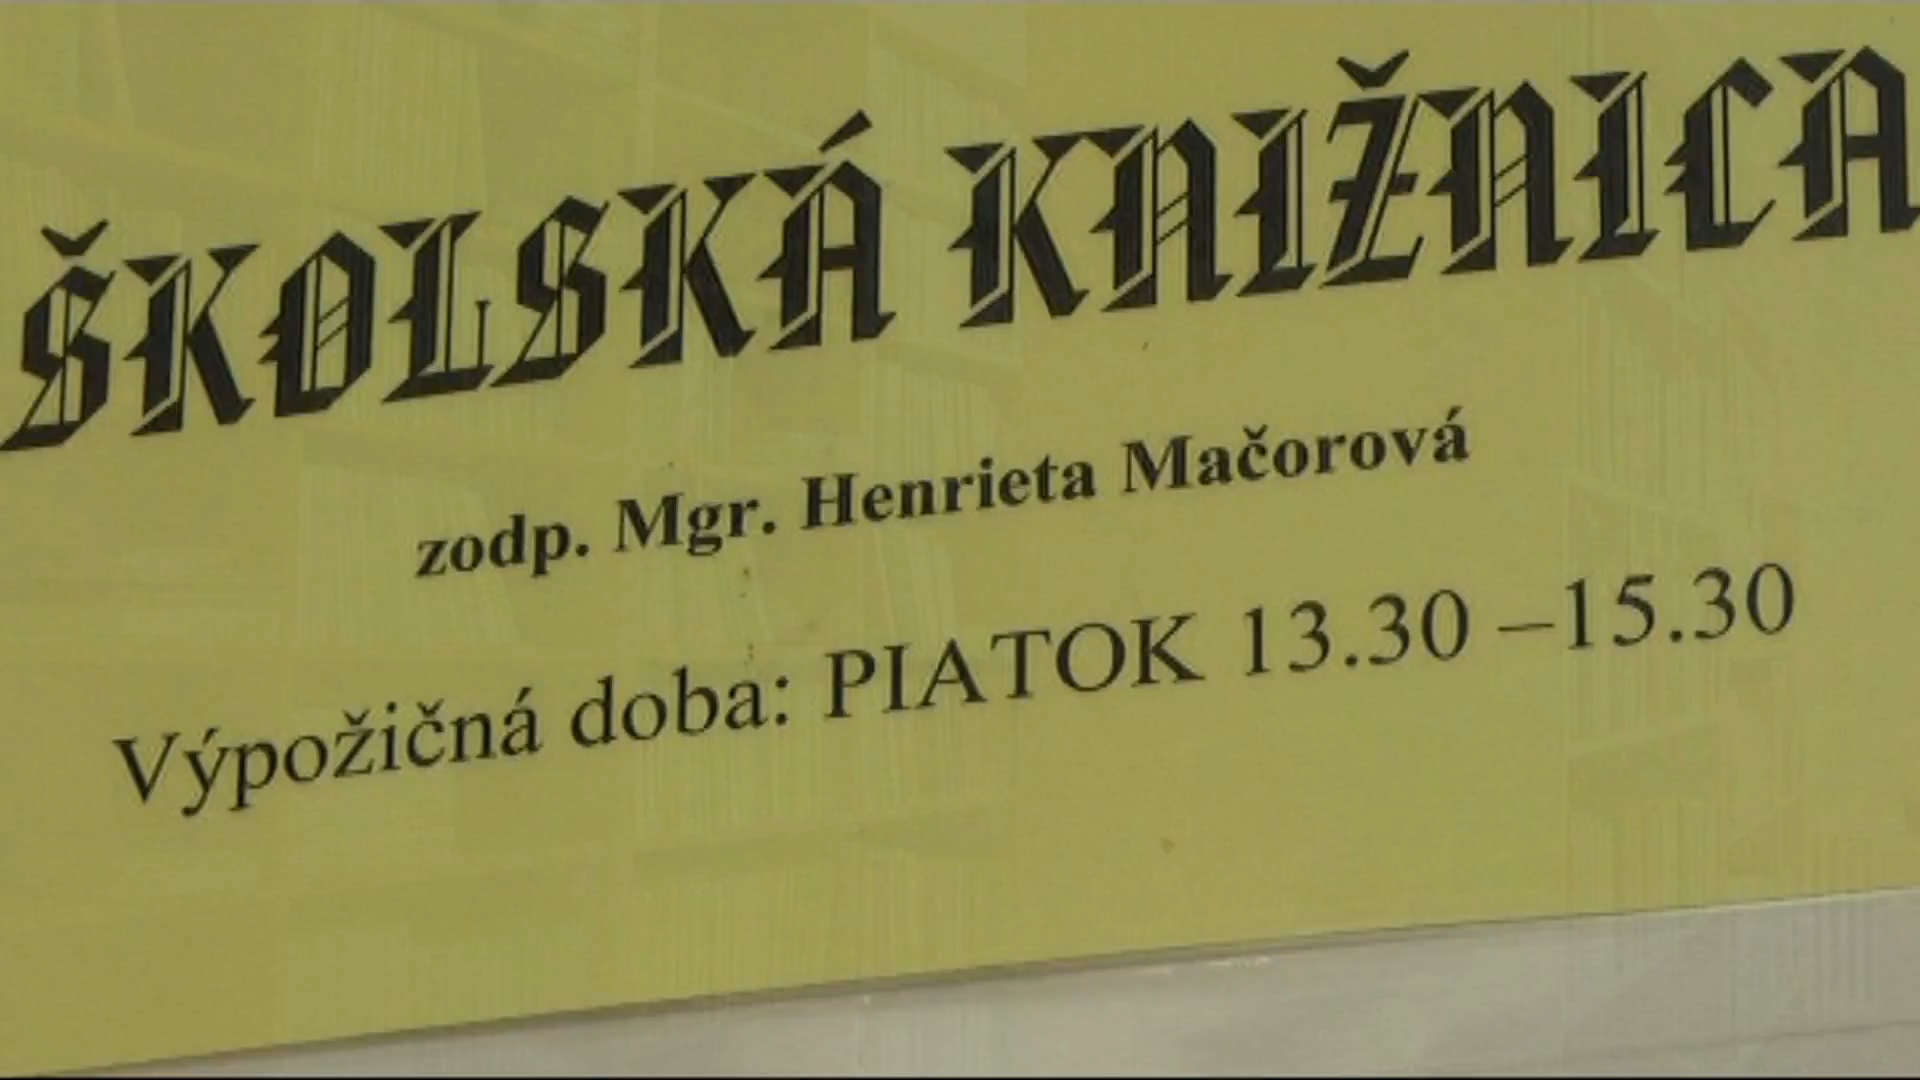 ŠKOLSKÁ KNIŽNICA
zodp. Mgr. Henrieta Mačorová
Výpožičná doba: PIATOK 13.30 –15.30